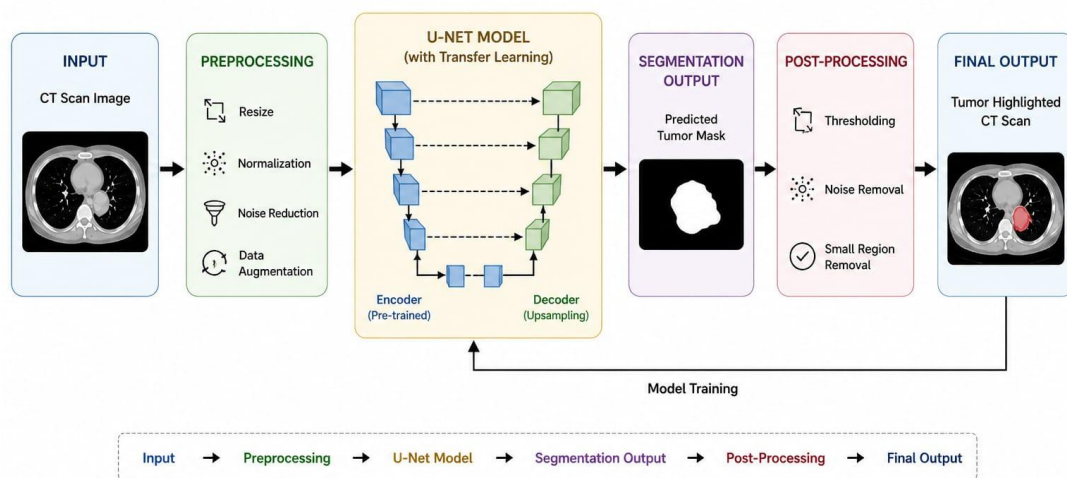 INPUT
CT Scan Image
PREPROCESSING
Resize
Normalization
Noise Reduction
Data
Augmentation
U-NET MODEL
(with Transfer Learning)
Encoder
(Pre-trained)
Decoder
(Upsampling)
SEGMENTATION
OUTPUT
Predicted
Tumor Mask
POST-PROCESSING
Thresholding
Noise Removal
Small Region
Removal
FINAL OUTPUT
Tumor Highlighted
CT Scan
Model Training
Input → Preprocessing → U-Net Model → Segmentation Output → Post-Processing → Final Output